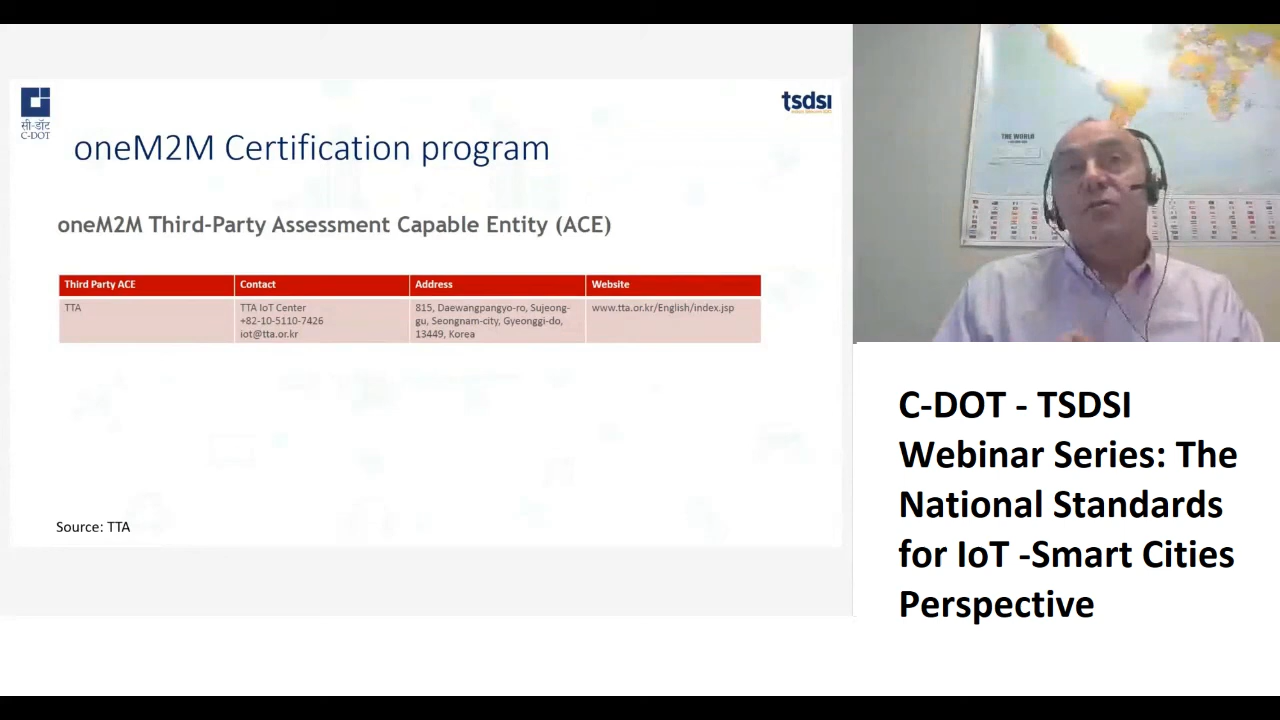 सी-डॉट
C-DOT
tsdsi
oneM2M Certification program
oneM2M Third-Party Assessment Capable Entity (ACE)
Third Party ACE Contact Address Website
TTA TTA IoT Center 815, Daewangpangyo-ro, Sujeong- www.tta.or.kr/English/index.jsp
+82-10-5110-7426 gu, Seongnam-city, Gyeonggi-do,
iot@tta.or.kr 13449, Korea
Source: TTA
THE WORLD
C-DOT - TSDSI
Webinar Series: The
National Standards
for IoT -Smart Cities
Perspective